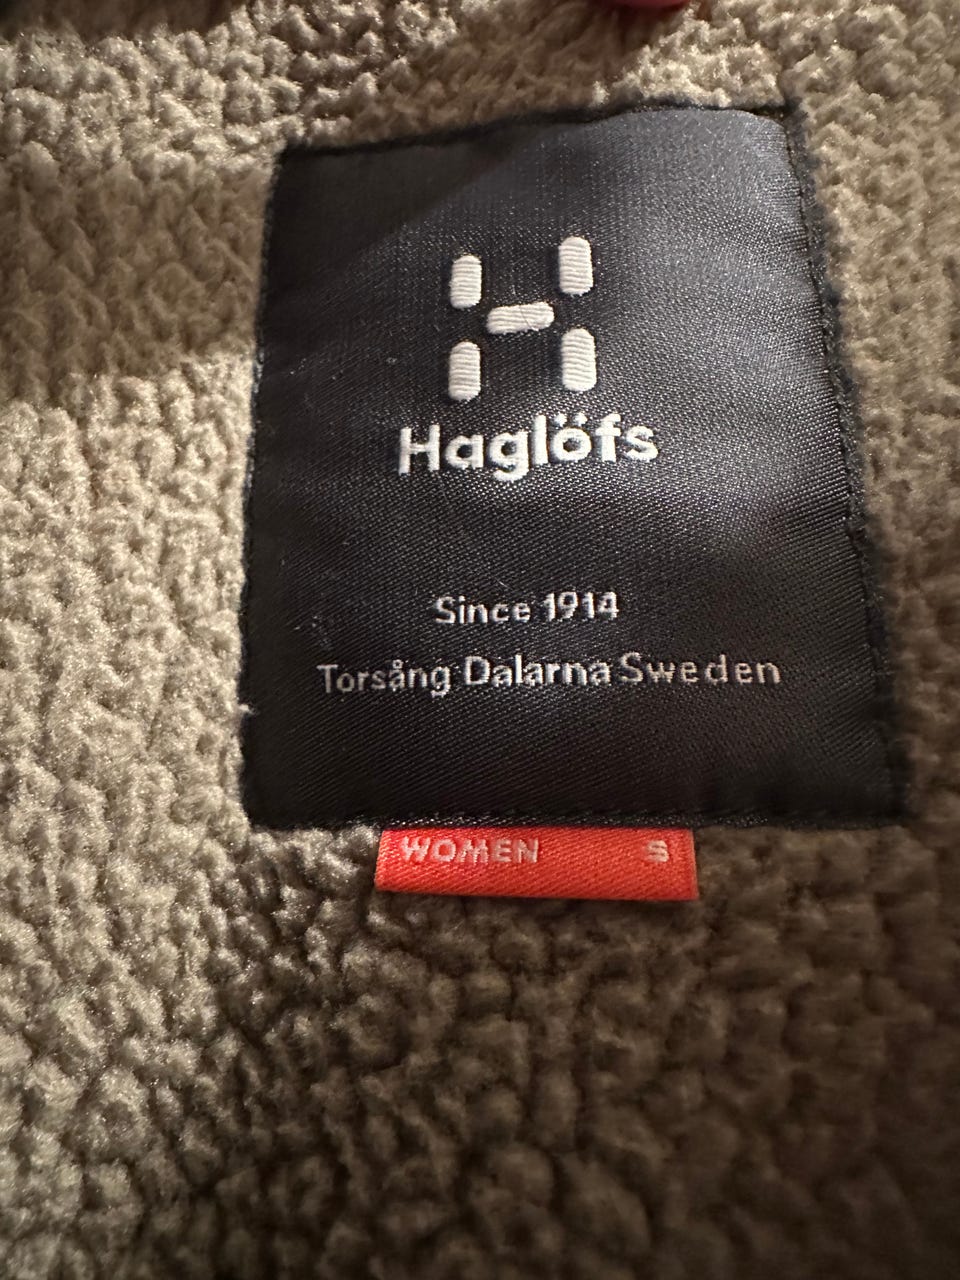 Haglöfs
Since 1914
Torsång Dalarna Sweden
WOMEN S